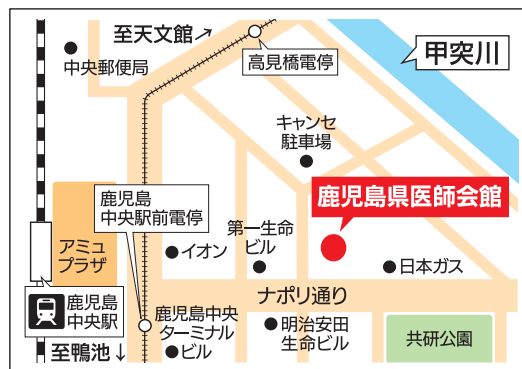 至天文館↗
中央郵便局
高見橋電停
甲突川
キャンセ
駐車場
鹿児島県医師会館
鹿児島
中央駅前電停
第一生命
ビル
アミュ
プラザ
イオン
日本ガス
ナポリ通り
鹿児島
中央駅
鹿児島中央
ターミナル
ビル
明治安田
生命ビル
共研公園
至鴨池↓